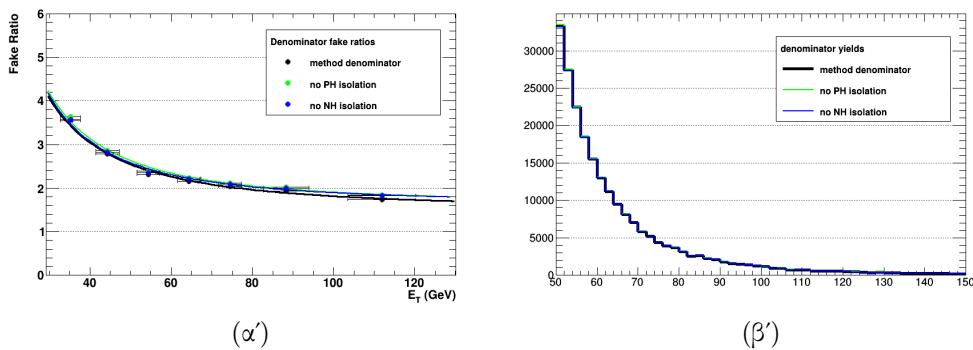 Fake Ratio
6
5
4
3
2
1
0
Denominator fake ratios
method denominator
no PH isolation
no NH isolation
40 60 80 100 120
E_T (GeV)
(α′)
30000
25000
20000
15000
10000
5000
0
denominator yields
method denominator
no PH isolation
no NH isolation
50 60 70 80 90 100 110 120 130 140 150
(β′)